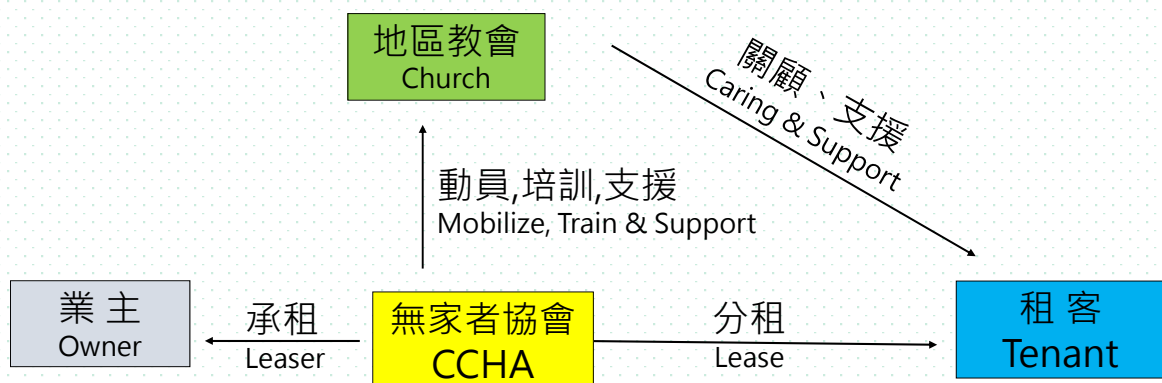 地區教會
Church
關顧、支援
Caring & Support
動員,培訓,支援
Mobilize, Train & Support
業 主
Owner
承租
Leaser
無家者協會
CCHA
分租
Lease
租 客
Tenant